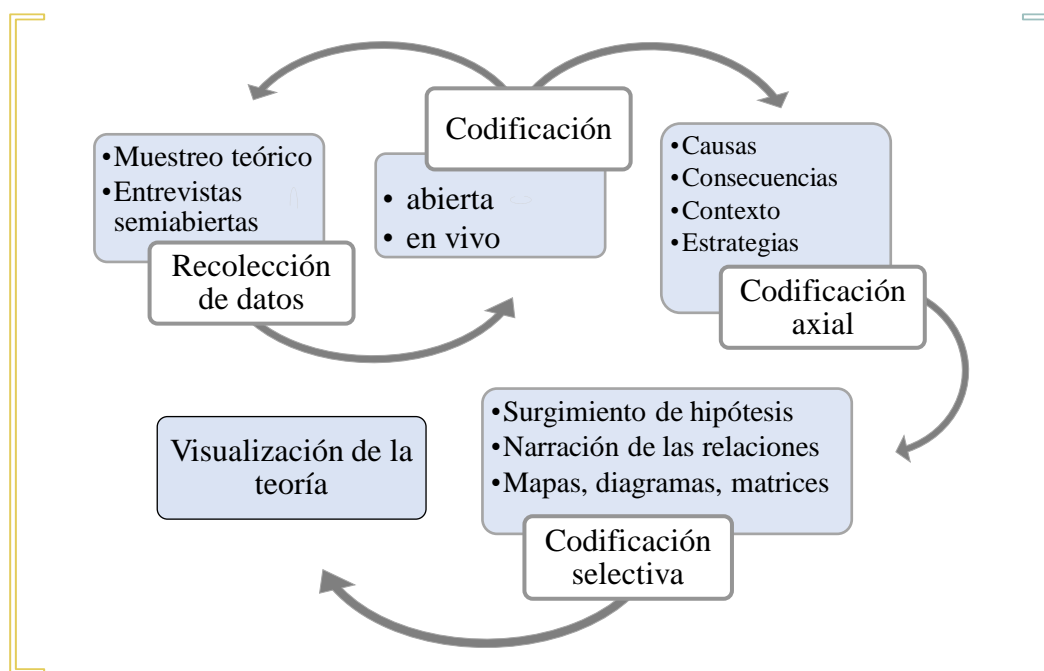 Codificación
• abierta
• en vivo
•Muestreo teórico
•Entrevistas
semiabiertas
Recolección
de datos
•Causas
•Consecuencias
•Contexto
•Estrategias
Codificación
axial
•Surgimiento de hipótesis
•Narración de las relaciones
•Mapas, diagramas, matrices
Codificación
selectiva
Visualización de la
teoría